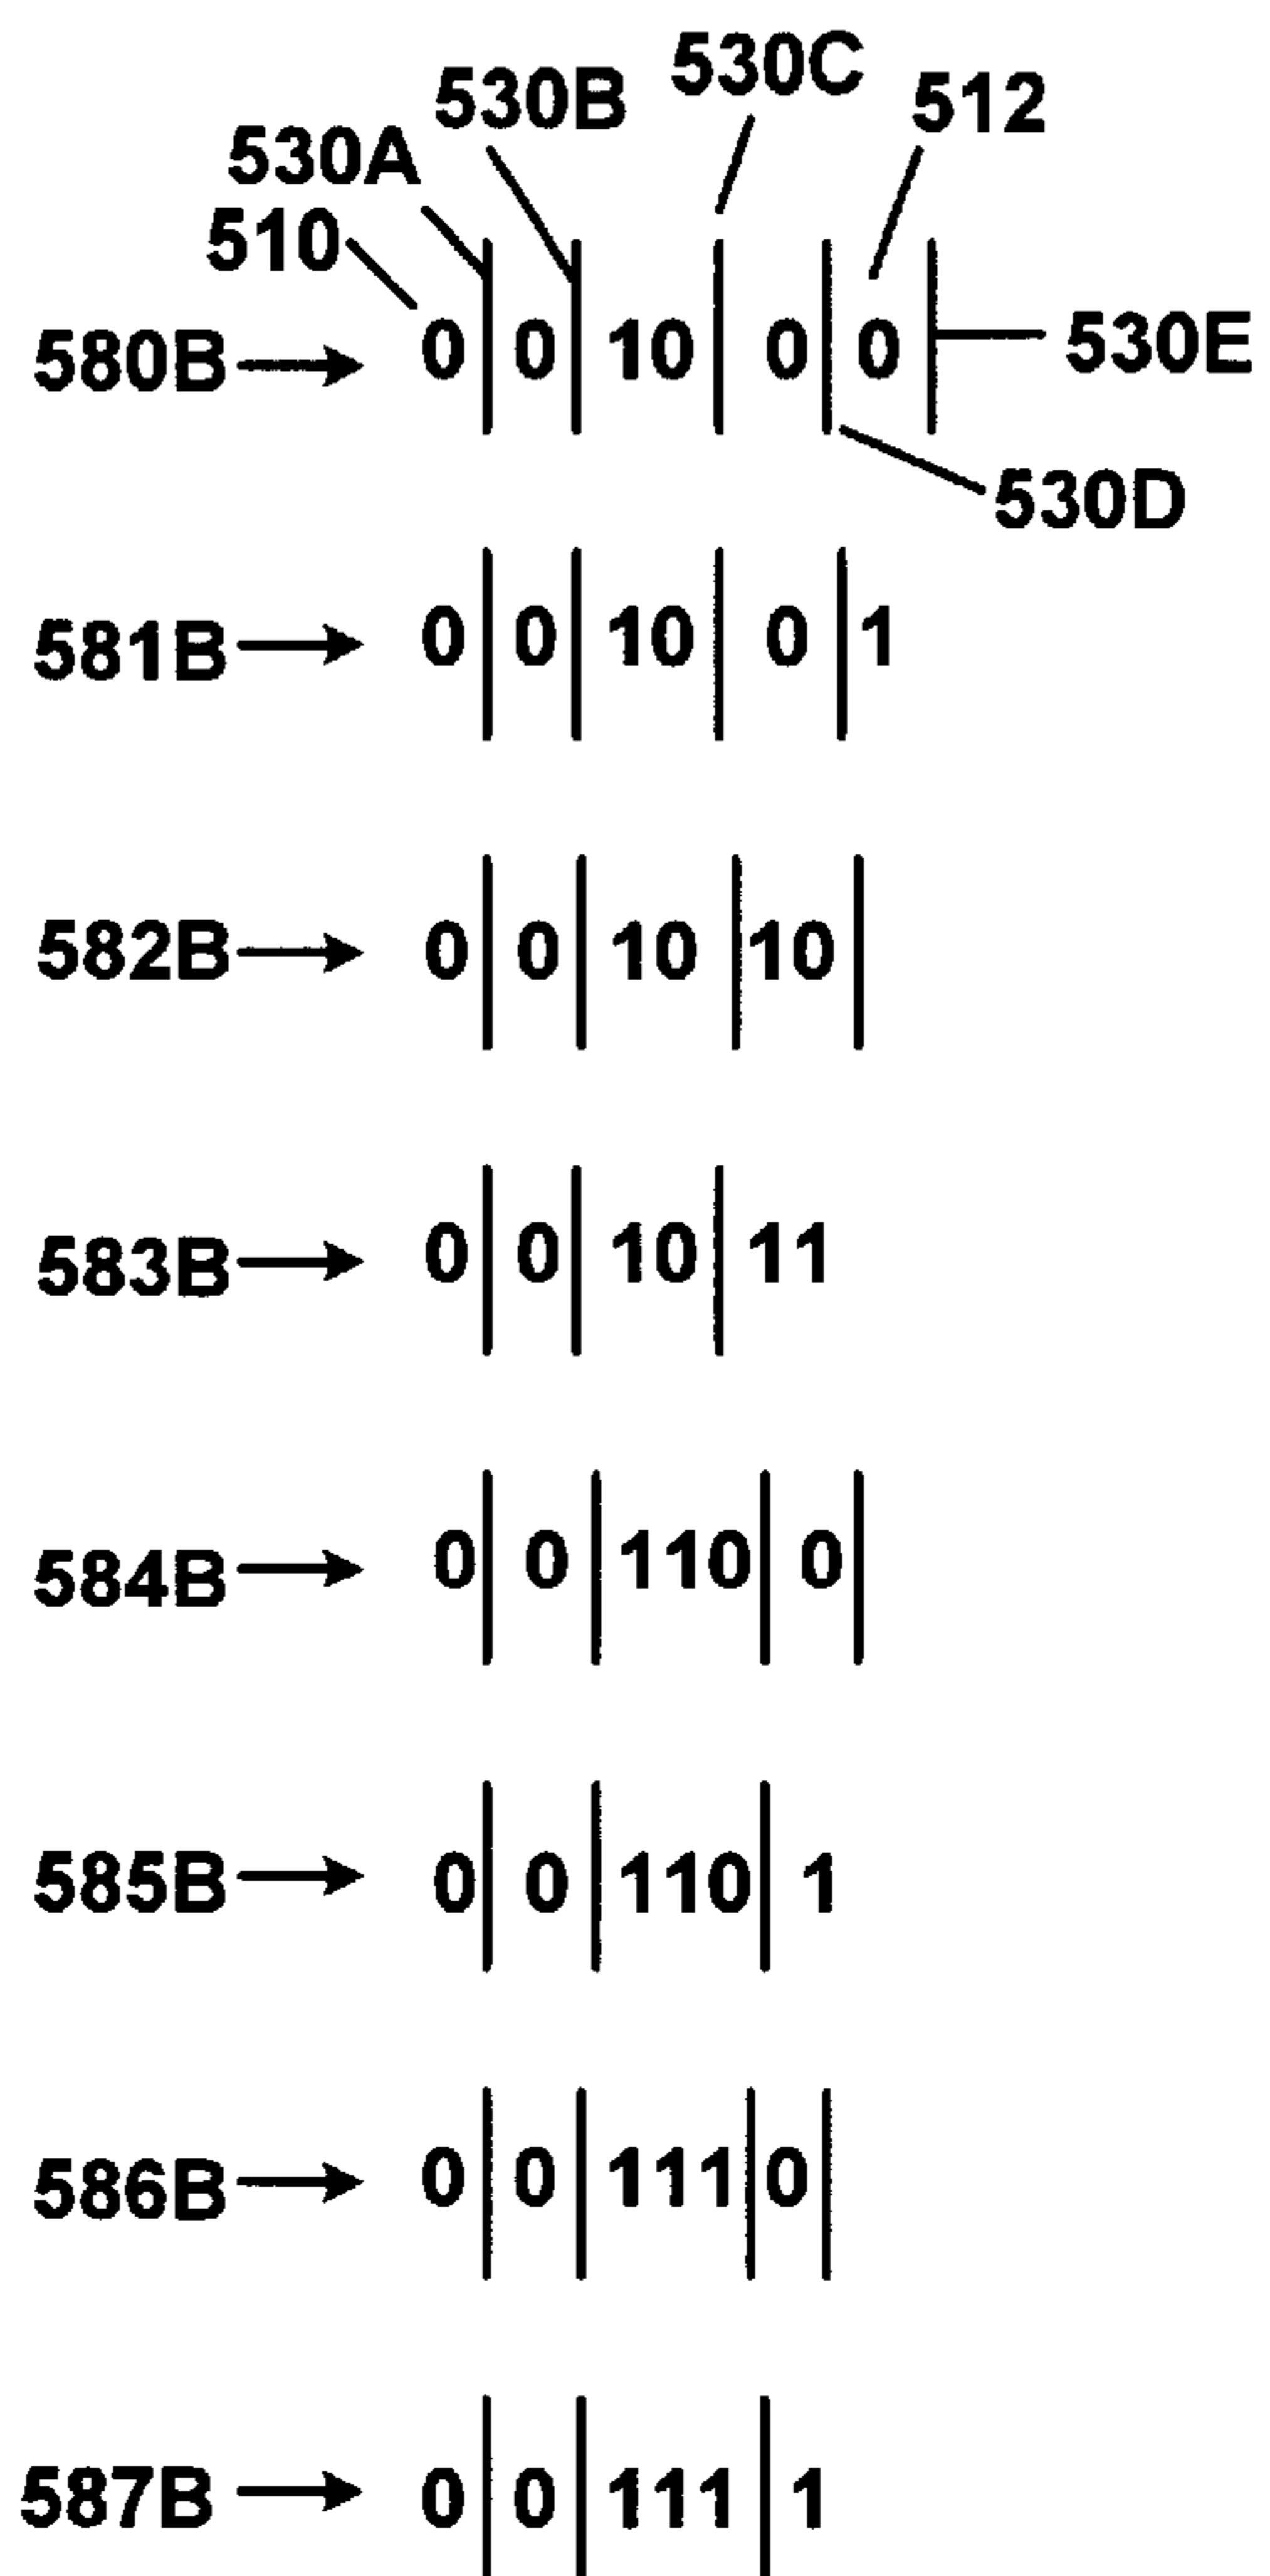 530C
530B
512
530A
510
580B 0 0 10 0 0 530E
530D
581B 0 0 10 0 1
582B 0 0 10 10
583B 0 0 10 11
584B 0 0 110 0
585B 0 0 110 1
586B 0 0 111 0
587B 0 0 111 1